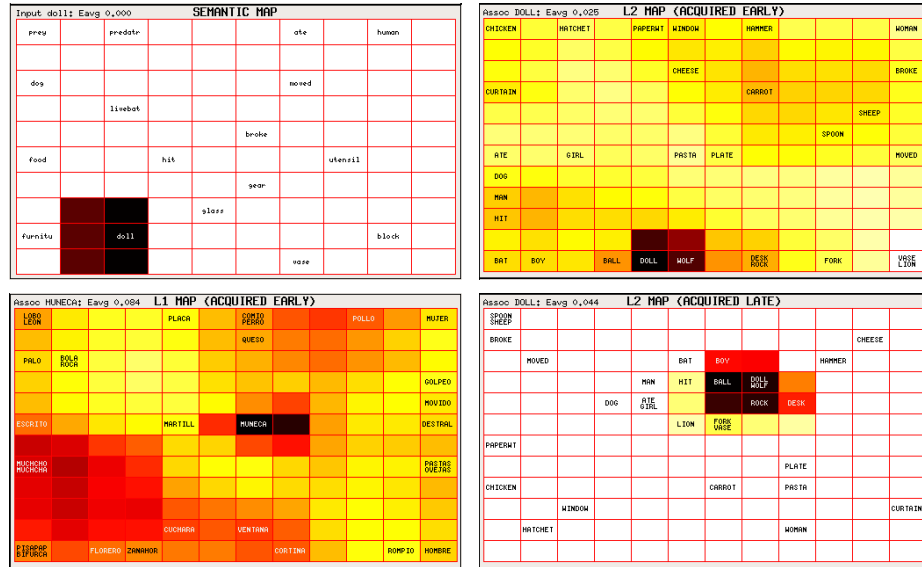 Input doll: Eavg 0.000 SEMANTIC MAP
prey predatr ate human
dog moved
livebat
broke
food hit utensil
gear
glass
furnitu doll block
vase
Assoc DOLL: Eavg 0.025 L2 MAP (ACQUIRED EARLY)
CHICKEN HATCHET PAPERWT WINDOW HAMMER WOMAN
CHEESE BROKE
CURTAIN CARROT
SHEEP
SPOON
ATE GIRL PASTA PLATE MOVED
DOG
MAN
HIT
BAT BOY BALL DOLL WOLF DESK ROCK FORK VASE LION
Assoc MUNECA: Eavg 0.084 L1 MAP (ACQUIRED EARLY)
LOBO LEON PLACA COMIO PERRO POLLO MUJER
QUESO
PALO BOLA ROCA
GOLPEO
MOVIDO
ESCRITO MARTILL MUNECA DESTRAL
MUCHCHO MUCHCHA PASTAS OVEJAS
CUCHARA VENTANA
PISAPAP BIFURCA FLORERO ZANAHOR CORTINA ROMPIO HOMBRE
Assoc DOLL: Eavg 0.044 L2 MAP (ACQUIRED LATE)
SPOON SHEEP
BROKE CHEESE
MOVED BAT BOY HAMMER
MAN HIT BALL DOLL WOLF
DOG ATE GIRL ROCK DESK
LION FORK VASE
PAPERWT
PLATE
CHICKEN CARROT PASTA
WINDOW CURTAIN
HATCHET WOMAN